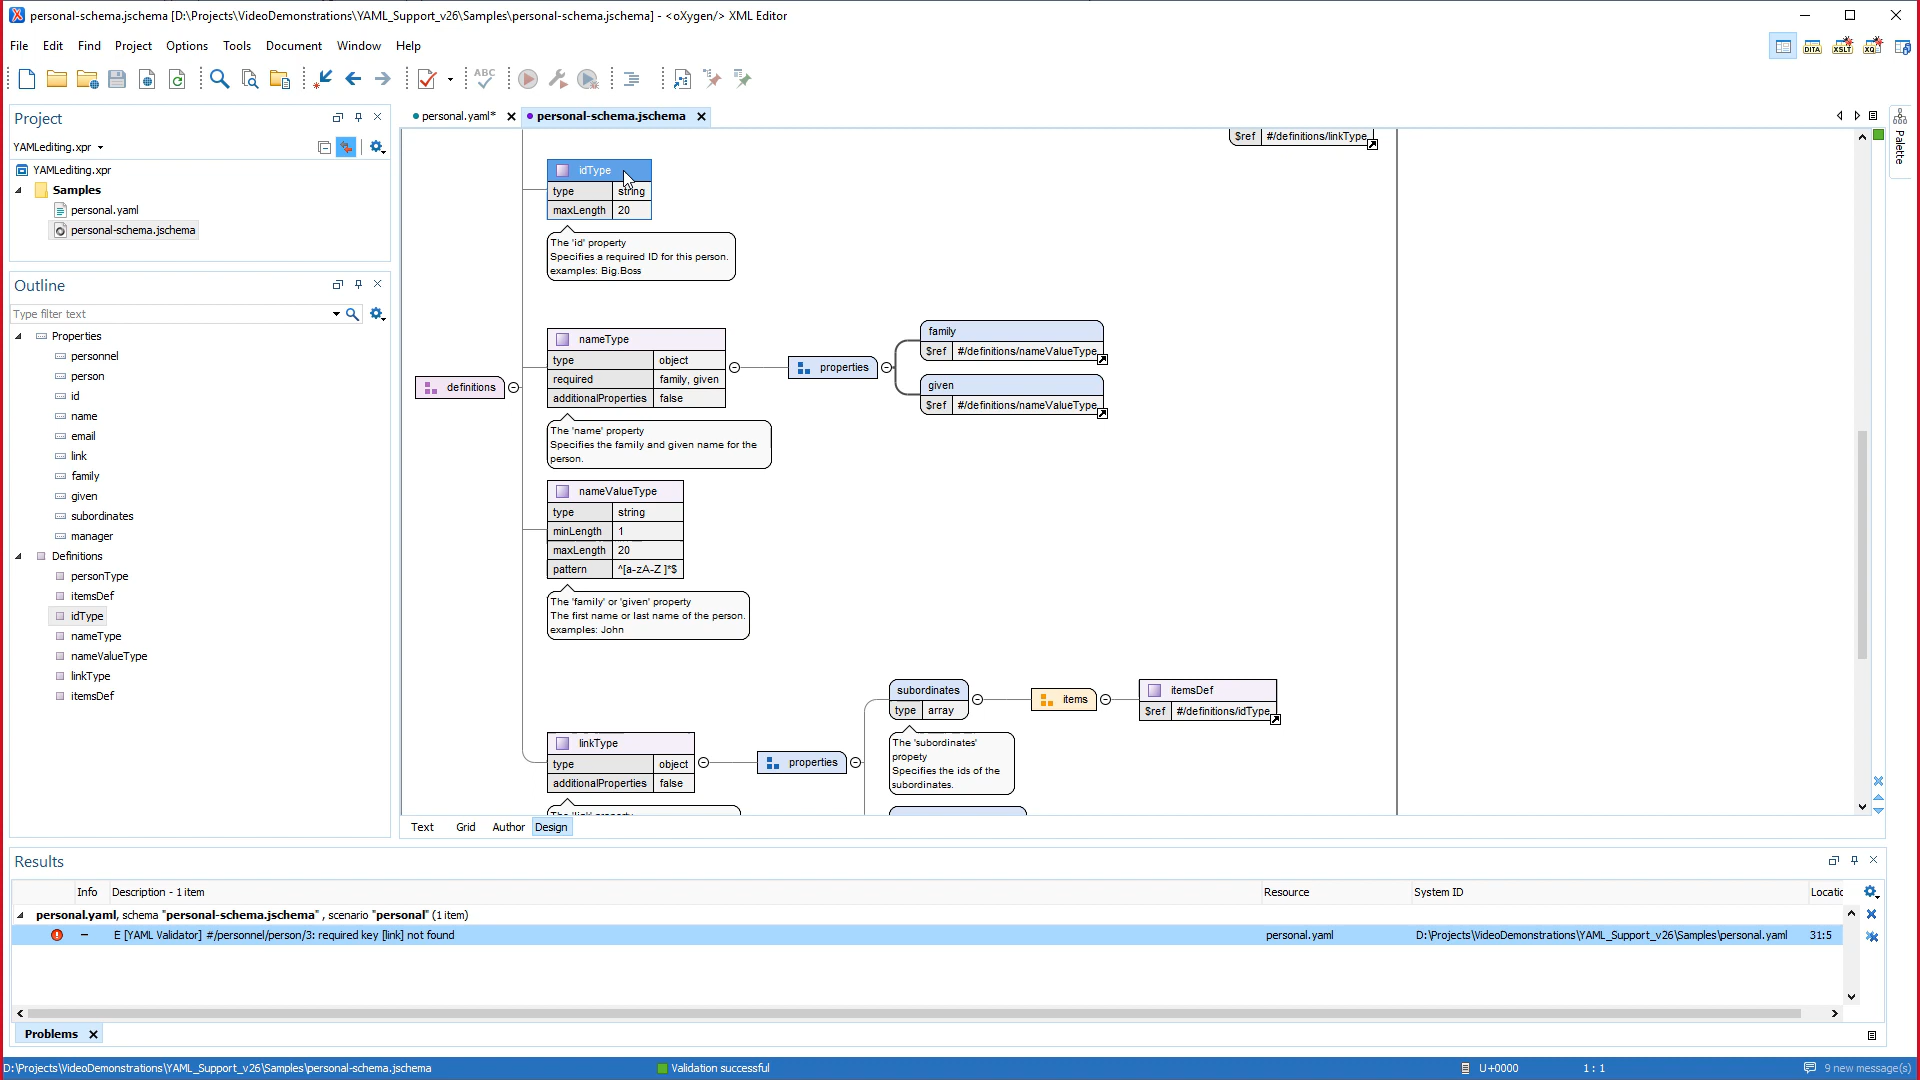 personal-schema.jschema [D:\Projects\VideoDemonstrations\YAML_Support_v26\Samples\personal-schema.jschema] - <oXygen/> XML Editor
File Edit Find Project Options Tools Document Window Help
DITA XSLT XQ
ABC
Project
YAMLediting.xpr
YAMLediting.xpr
Samples
personal.yaml
personal-schema.jschema
Outline
Type filter text
Properties
personnel
person
id
name
email
link
family
given
subordinates
manager
Definitions
personType
itemsDef
idType
nameType
nameValueType
linkType
itemsDef
personal.yaml*
personal-schema.jschema
Palette
$ref #/definitions/linkType
idType
type string
maxLength 20
The 'id' property
Specifies a required ID for this person.
examples: Big.Boss
definitions
nameType
type object
required family, given
additionalProperties false
properties
family
$ref #/definitions/nameValueType
given
$ref #/definitions/nameValueType
The 'name' property
Specifies the family and given name for the
person.
nameValueType
type string
minLength 1
maxLength 20
pattern ^[a-zA-Z ]*$
The 'family' or 'given' property
The first name or last name of the person.
examples: John
linkType
type object
additionalProperties false
properties
subordinates
type array
items
itemsDef
$ref #/definitions/idType
The 'subordinates'
propety
Specifies the ids of the
subordinates.
Text Grid Author Design
Results
Info Description - 1 item Resource System ID Locatic
personal.yaml, schema "personal-schema.jschema" , scenario "personal" (1 item)
E [YAML Validator] #/personnel/person/3: required key [link] not found personal.yaml D:\Projects\VideoDemonstrations\YAML_Support_v26\Samples\personal.yaml 31:5
Problems
D:\Projects\VideoDemonstrations\YAML_Support_v26\Samples\personal-schema.jschema Validation successful U+0000 1 : 1 9 new message(s)